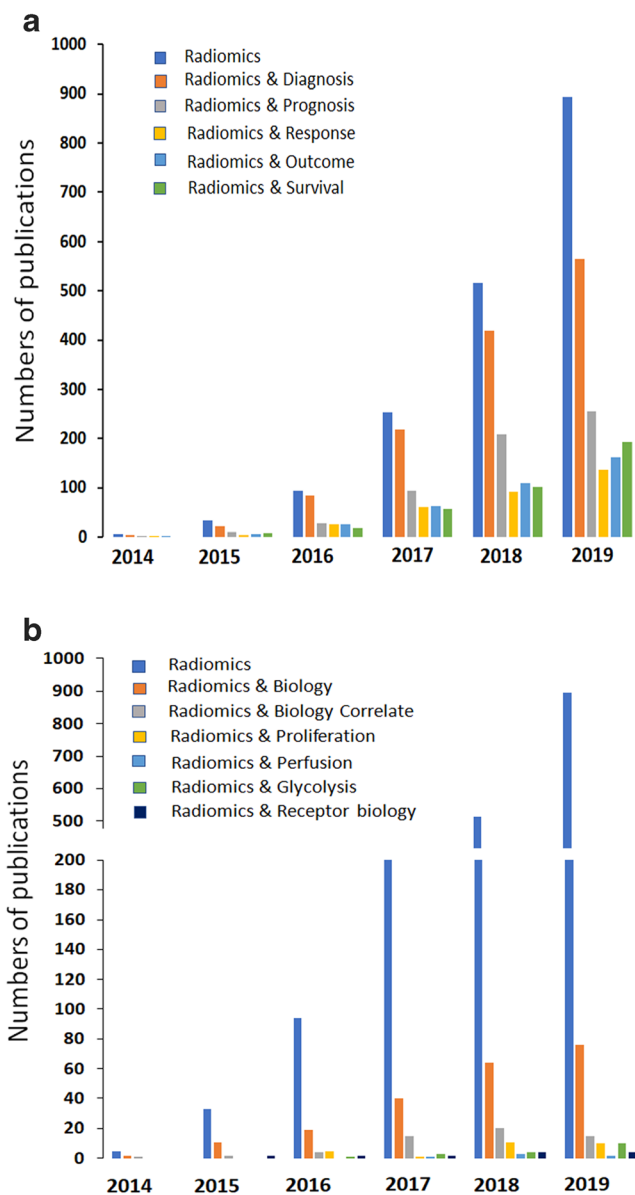 a
Numbers of publications
1000
900
800
700
600
500
400
300
200
100
0
Radiomics
Radiomics & Diagnosis
Radiomics & Prognosis
Radiomics & Response
Radiomics & Outcome
Radiomics & Survival
2014 2015 2016 2017 2018 2019
b
Numbers of publications
1000
900
800
700
600
500
200
180
160
140
120
100
80
60
40
20
0
Radiomics
Radiomics & Biology
Radiomics & Biology Correlate
Radiomics & Proliferation
Radiomics & Perfusion
Radiomics & Glycolysis
Radiomics & Receptor biology
2014 2015 2016 2017 2018 2019